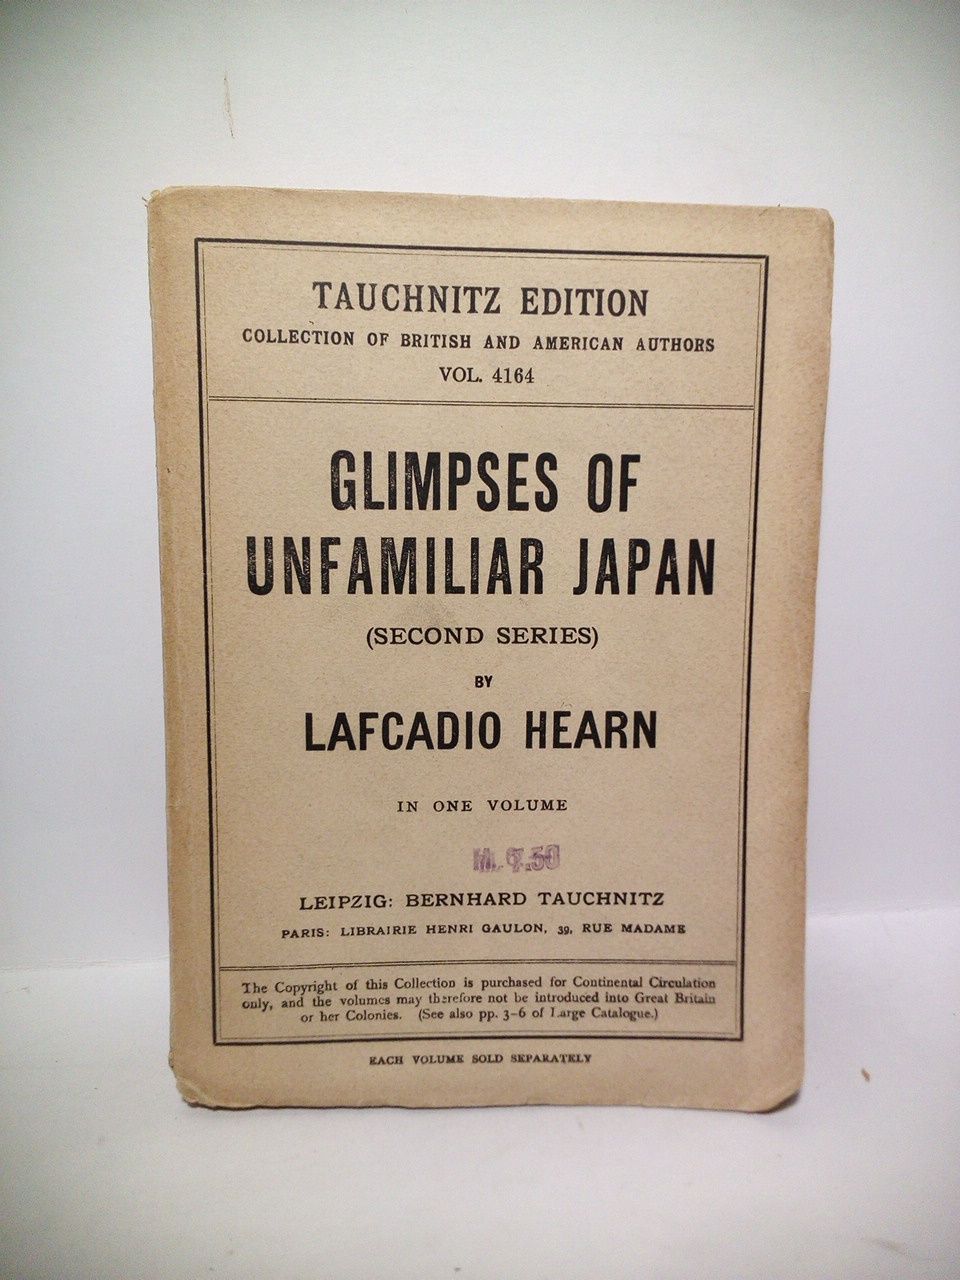 TAUCHNITZ EDITION
COLLECTION OF BRITISH AND AMERICAN AUTHORS
VOL. 4164
GLIMPSES OF
UNFAMILIAR JAPAN
(SECOND SERIES)
BY
LAFCADIO HEARN
IN ONE VOLUME
LEIPZIG: BERNHARD TAUCHNITZ
PARIS: LIBRAIRIE HENRI GAULON, 39, RUE MADAME
The Copyright of this Collection is purchased for Continental Circulation
only, and the volumes may therefore not be introduced into Great Britain
or her Colonies. (See also pp. 3-6 of Large Catalogue.)
EACH VOLUME SOLD SEPARATELY